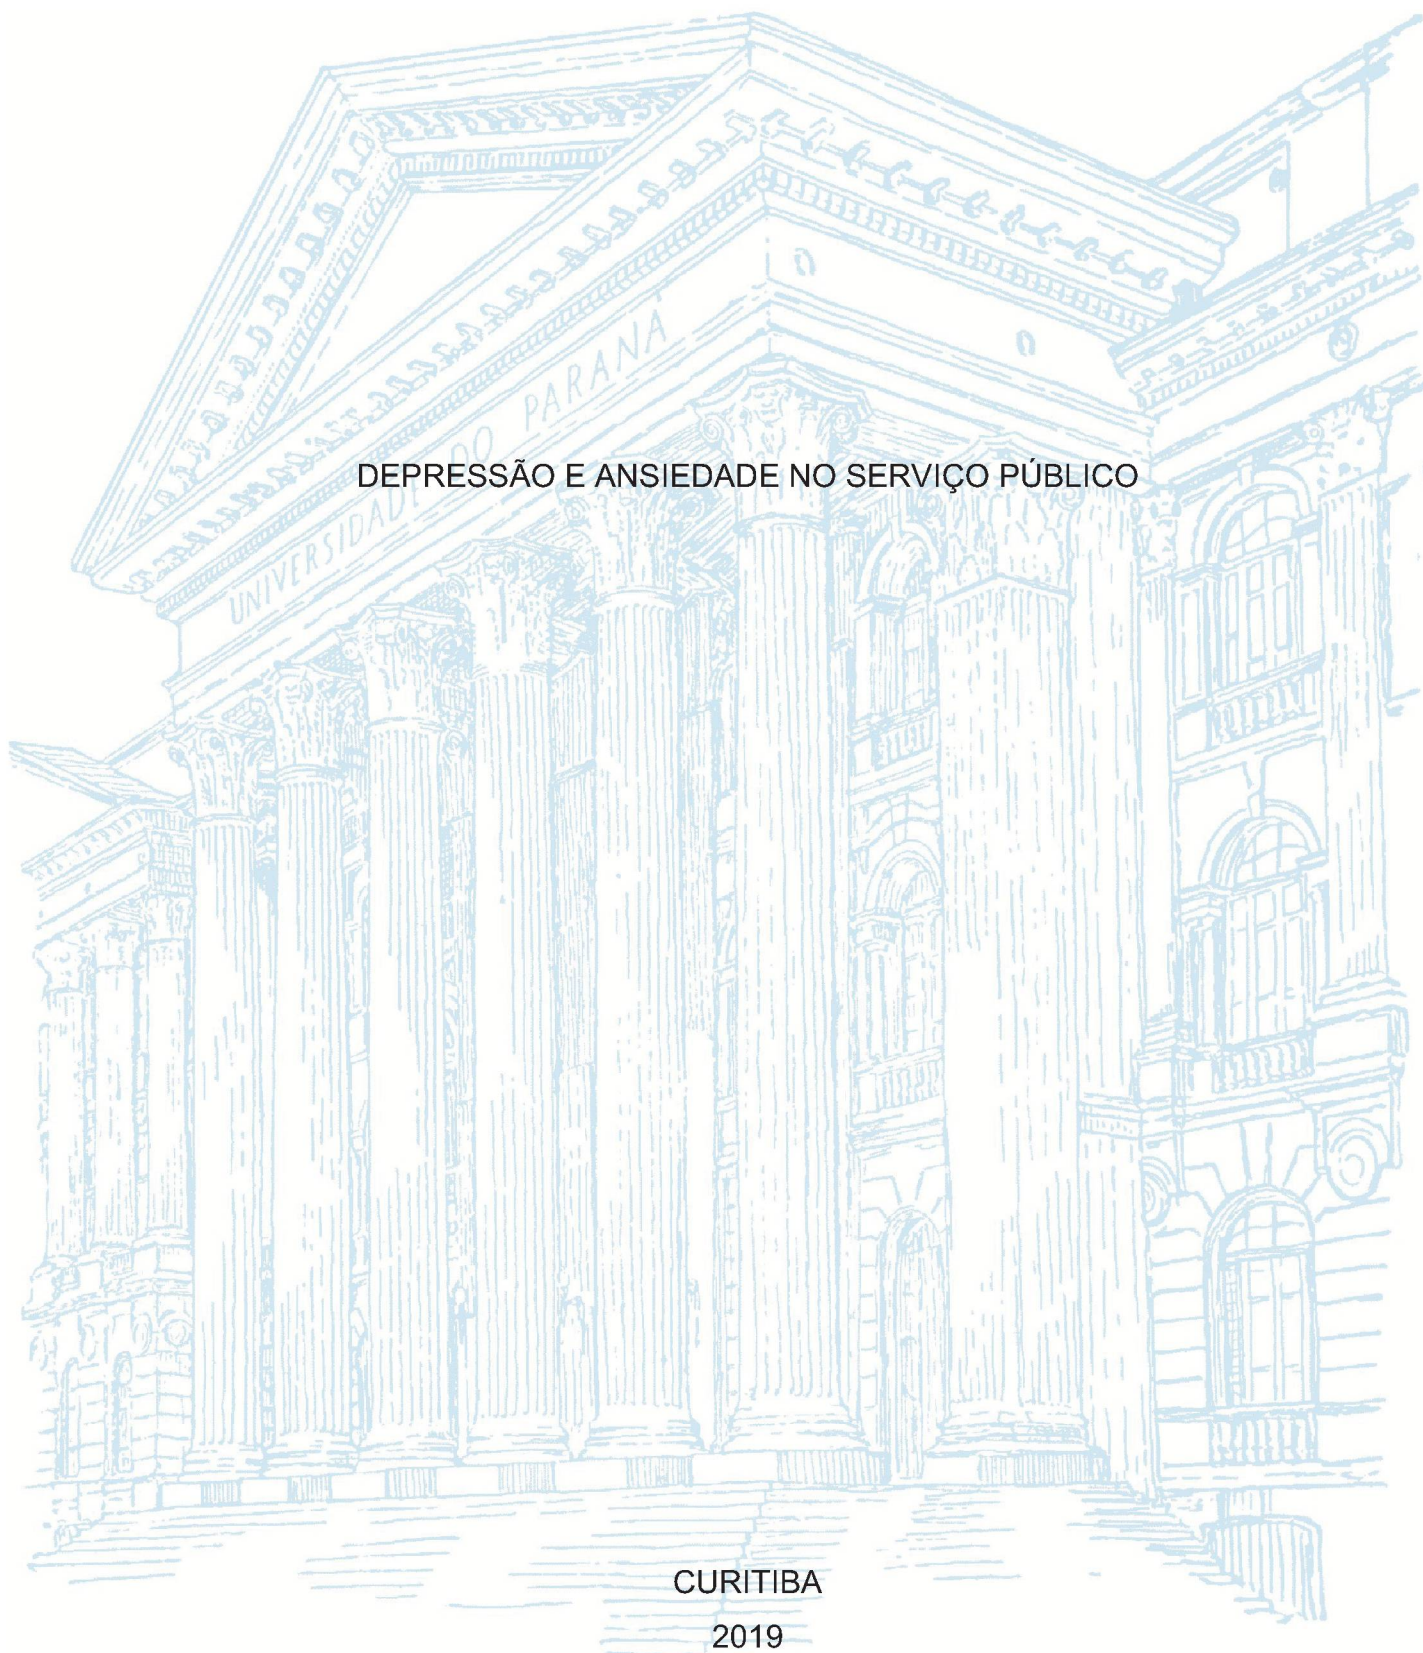 UNIVERSIDADE DO PARANÁ
DEPRESSÃO E ANSIEDADE NO SERVIÇO PÚBLICO
CURITIBA
2019